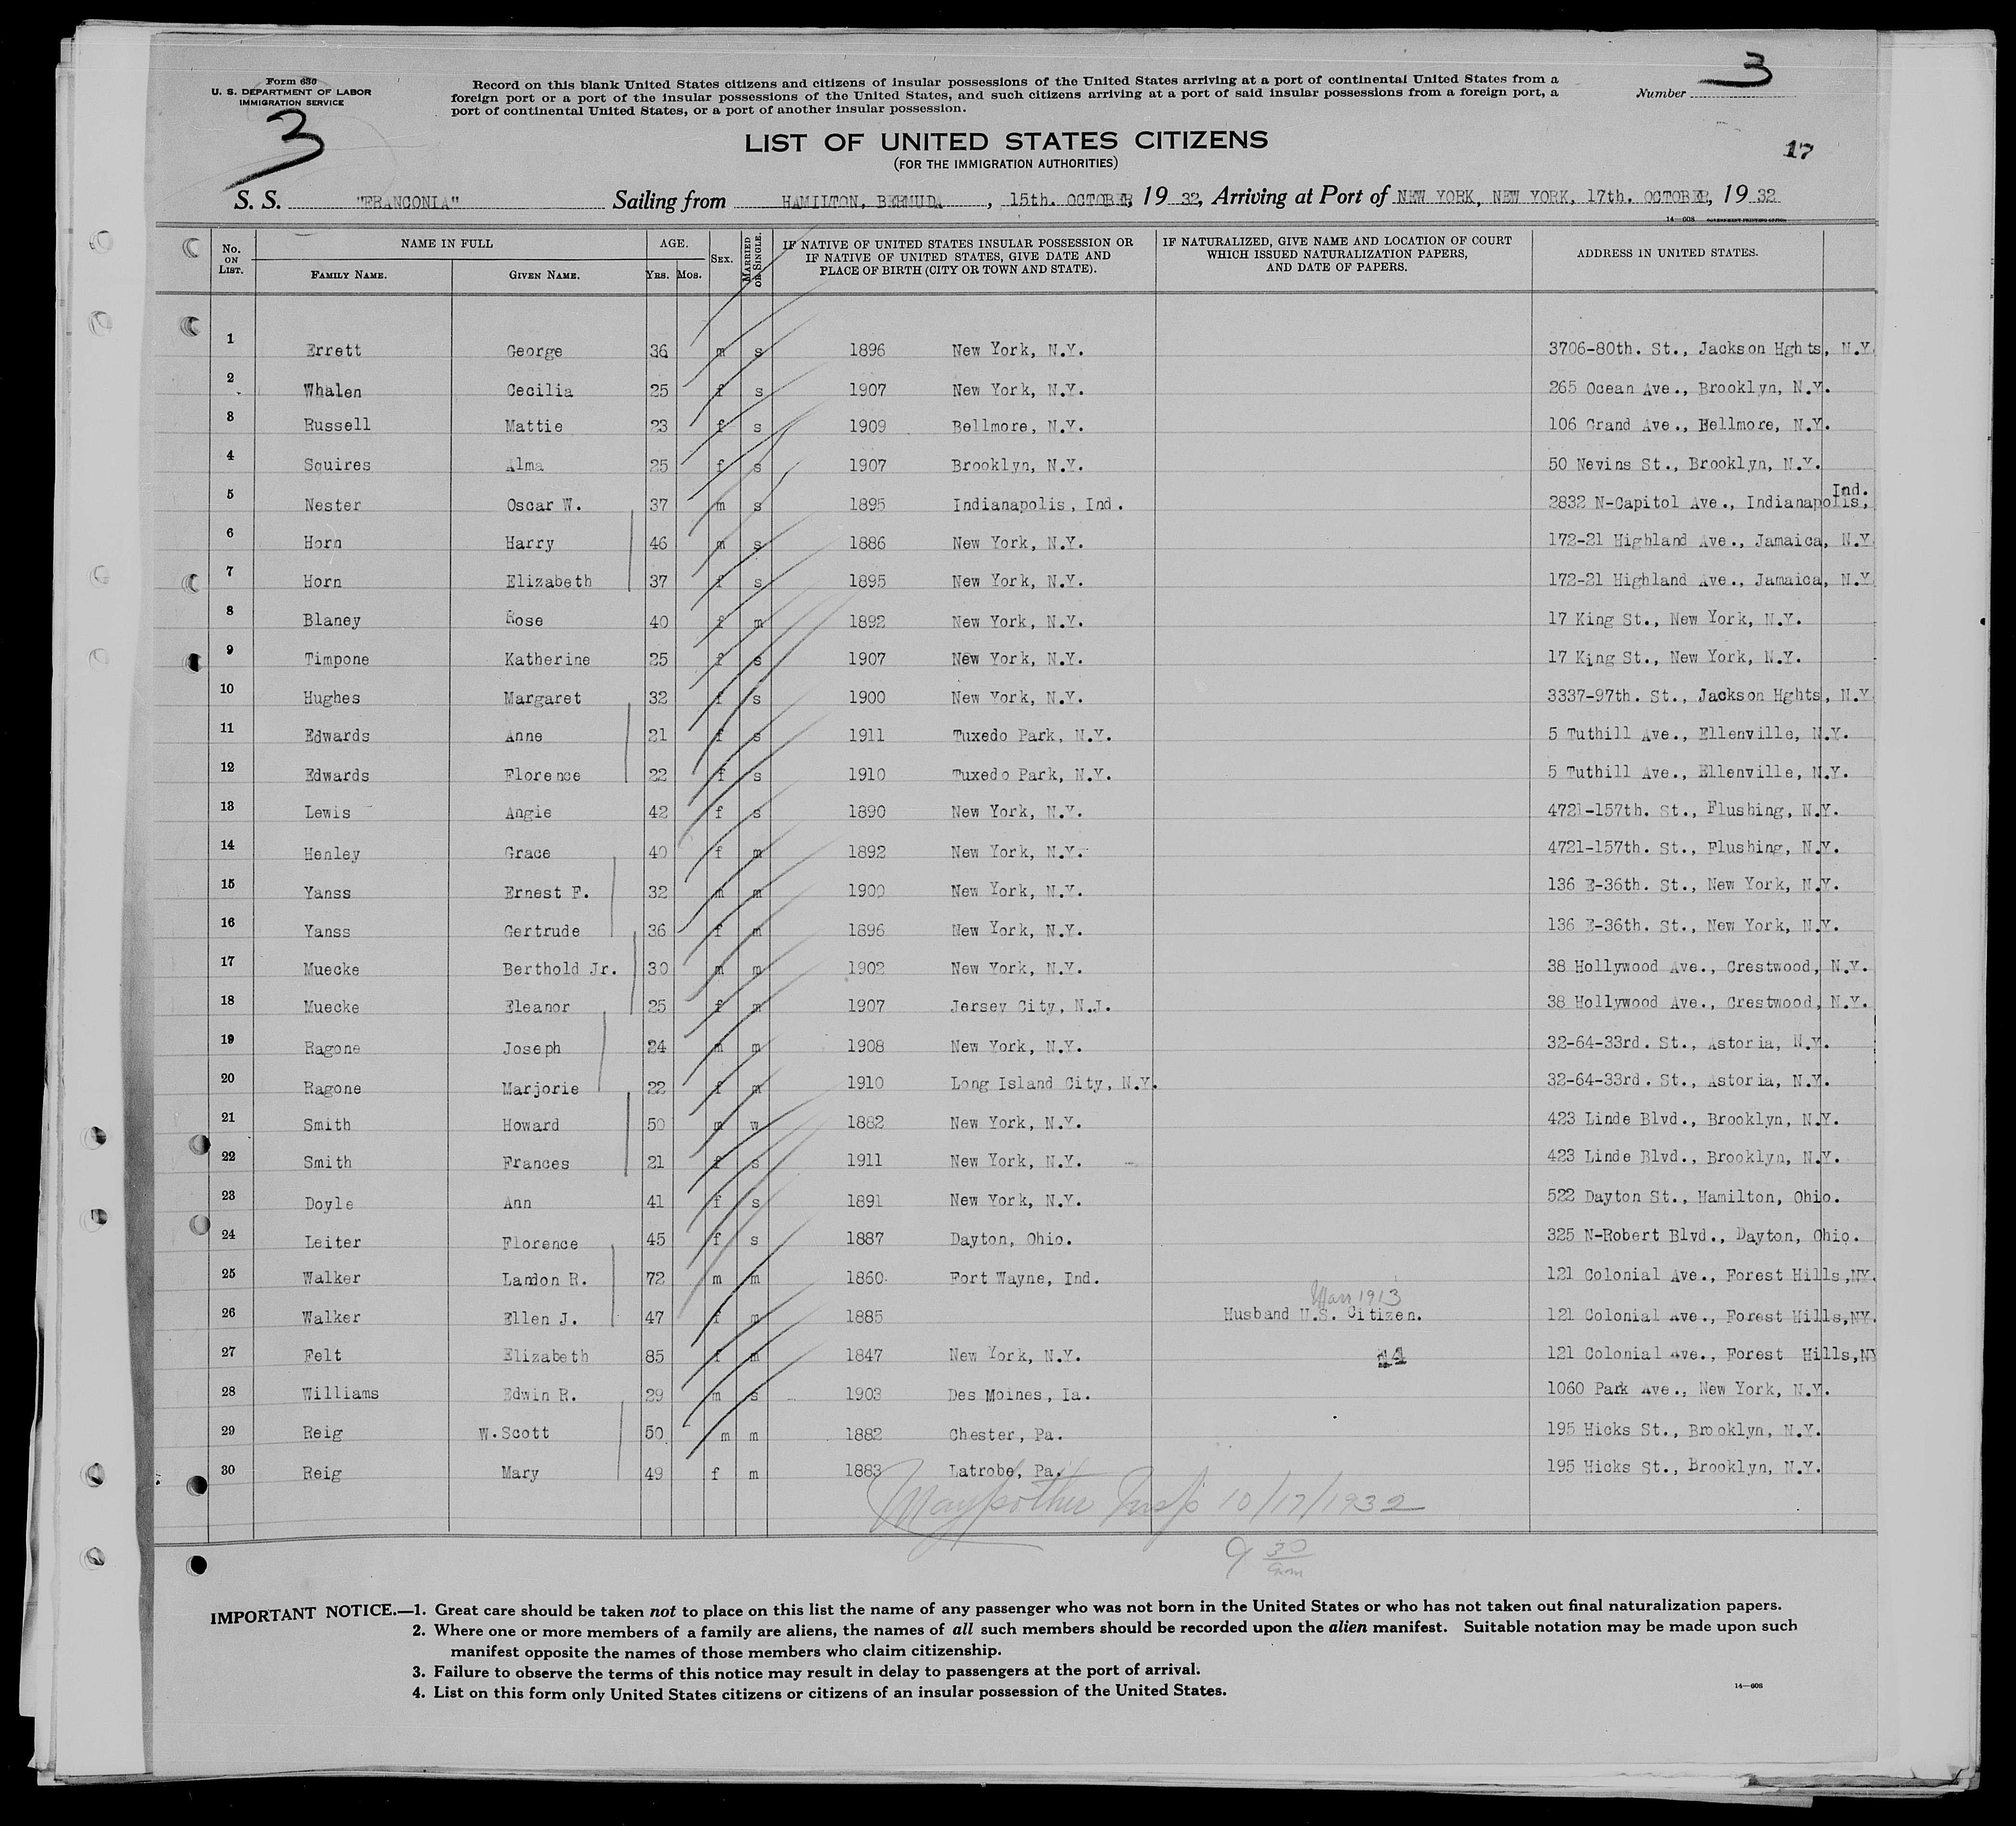 Form 630
U. S. DEPARTMENT OF LABOR
IMMIGRATION SERVICE
3
Record on this blank United States citizens and citizens of insular possessions of the United States arriving at a port of continental United States from a
foreign port or a port of the insular possessions of the United States, and such citizens arriving at a port of said insular possessions from a foreign port, a
port of continental United States, or a port of another insular possession.
Number 3
LIST OF UNITED STATES CITIZENS
(FOR THE IMMIGRATION AUTHORITIES)
17
S. S. "FRANCONIA" Sailing from HAMILTON, BERMUDA, 15th. OCTOBER, 19 32, Arriving at Port of NEW YORK, NEW YORK, 17th. OCTOBER, 19 32
14—608 GOVERNMENT PRINTING OFFICE
No. ON LIST. NAME IN FULL FAMILY NAME. GIVEN NAME. AGE. YRS. MOS. SEX. MARRIED OR SINGLE. IF NATIVE OF UNITED STATES INSULAR POSSESSION OR IF NATIVE OF UNITED STATES, GIVE DATE AND PLACE OF BIRTH (CITY OR TOWN AND STATE). IF NATURALIZED, GIVE NAME AND LOCATION OF COURT WHICH ISSUED NATURALIZATION PAPERS, AND DATE OF PAPERS. ADDRESS IN UNITED STATES.
1 Errett George 36 m s 1896 New York, N.Y. 3706-80th. St., Jackson Hghts, N.Y.
2 Whalen Cecilia 25 f s 1907 New York, N.Y. 265 Ocean Ave., Brooklyn, N.Y.
3 Russell Mattie 23 f s 1909 Bellmore, N.Y. 106 Grand Ave., Bellmore, N.Y.
4 Squires Alma 25 f s 1907 Brooklyn, N.Y. 50 Nevins St., Brooklyn, N.Y.
5 Nester Oscar W. 37 m s 1895 Indianapolis, Ind. 2832 N-Capitol Ave., Indianapolis, Ind.
6 Horn Harry 46 m s 1886 New York, N.Y. 172-21 Highland Ave., Jamaica, N.Y.
7 Horn Elizabeth 37 f s 1895 New York, N.Y. 172-21 Highland Ave., Jamaica, N.Y.
8 Blaney Rose 40 f m 1892 New York, N.Y. 17 King St., New York, N.Y.
9 Timpone Katherine 25 f s 1907 New York, N.Y. 17 King St., New York, N.Y.
10 Hughes Margaret 32 f s 1900 New York, N.Y. 3337-97th. St., Jackson Hghts, N.Y.
11 Edwards Anne 21 f s 1911 Tuxedo Park, N.Y. 5 Tuthill Ave., Ellenville, N.Y.
12 Edwards Florence 22 f s 1910 Tuxedo Park, N.Y. 5 Tuthill Ave., Ellenville, N.Y.
13 Lewis Angie 42 f s 1890 New York, N.Y. 4721-157th. St., Flushing, N.Y.
14 Henley Grace 40 f m 1892 New York, N.Y. 4721-157th. St., Flushing, N.Y.
15 Yanss Ernest F. 32 m m 1900 New York, N.Y. 136 E-36th. St., New York, N.Y.
16 Yanss Gertrude 36 f m 1896 New York, N.Y. 136 E-36th. St., New York, N.Y.
17 Muecke Berthold Jr. 30 m m 1902 New York, N.Y. 38 Hollywood Ave., Crestwood, N.Y.
18 Muecke Eleanor 25 f m 1907 Jersey City, N.J. 38 Hollywood Ave., Crestwood, N.Y.
19 Ragone Joseph 24 m m 1908 New York, N.Y. 32-64-33rd. St., Astoria, N.Y.
20 Ragone Marjorie 22 f m 1910 Long Island City, N.Y. 32-64-33rd. St., Astoria, N.Y.
21 Smith Howard 50 m w 1882 New York, N.Y. 423 Linde Blvd., Brooklyn, N.Y.
22 Smith Frances 21 f s 1911 New York, N.Y. 423 Linde Blvd., Brooklyn, N.Y.
23 Doyle Ann 41 f s 1891 New York, N.Y. 522 Dayton St., Hamilton, Ohio.
24 Leiter Florence 45 f s 1887 Dayton, Ohio. 325 N-Robert Blvd., Dayton, Ohio.
25 Walker Landon R. 72 m m 1860 Fort Wayne, Ind. 121 Colonial Ave., Forest Hills,NY.
Marr 1913
26 Walker Ellen J. 47 f m 1885 Husband U.S. Citizen. 121 Colonial Ave., Forest Hills,NY.
27 Felt Elizabeth 85 f m 1847 New York, N.Y. 14 121 Colonial Ave., Forest Hills,NY
28 Williams Edwin R. 29 m s 1903 Des Moines, Ia. 1060 Park Ave., New York, N.Y.
29 Reig W.Scott 50 m m 1882 Chester, Pa. 195 Hicks St., Brooklyn, N.Y.
30 Reig Mary 49 f m 1883 Latrobe, Pa. 195 Hicks St., Brooklyn, N.Y.
Insp 10/17/1932
9 30 am
IMPORTANT NOTICE.—1. Great care should be taken not to place on this list the name of any passenger who was not born in the United States or who has not taken out final naturalization papers.
2. Where one or more members of a family are aliens, the names of all such members should be recorded upon the alien manifest. Suitable notation may be made upon such
manifest opposite the names of those members who claim citizenship.
3. Failure to observe the terms of this notice may result in delay to passengers at the port of arrival.
4. List on this form only United States citizens or citizens of an insular possession of the United States.
14—608